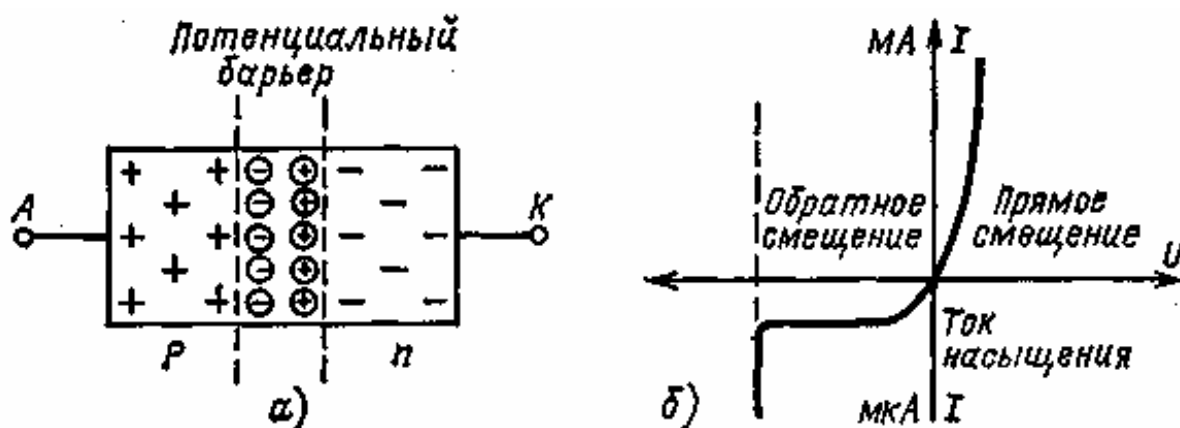 Потенциальный
барьер
А
К
P
n
а)
мА I
Обратное
смещение
Прямое
смещение
U
Ток
насыщения
мкА I
б)